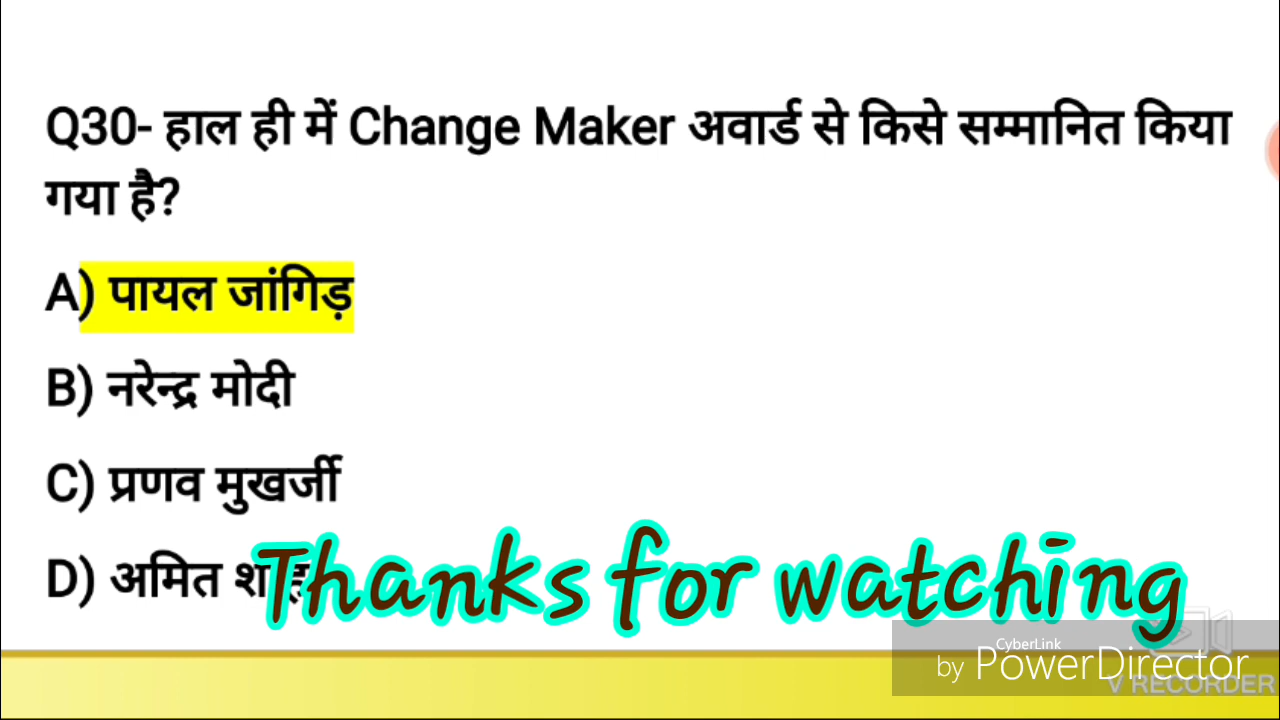 Q30- हाल ही में Change Maker अवार्ड से किसे सम्मानित किया
गया है?
A) पायल जांगिड़
B) नरेन्द्र मोदी
C) प्रणव मुखर्जी
D) अमित शाह
Thanks for watching
CyberLink
by PowerDirector
V RECORDER